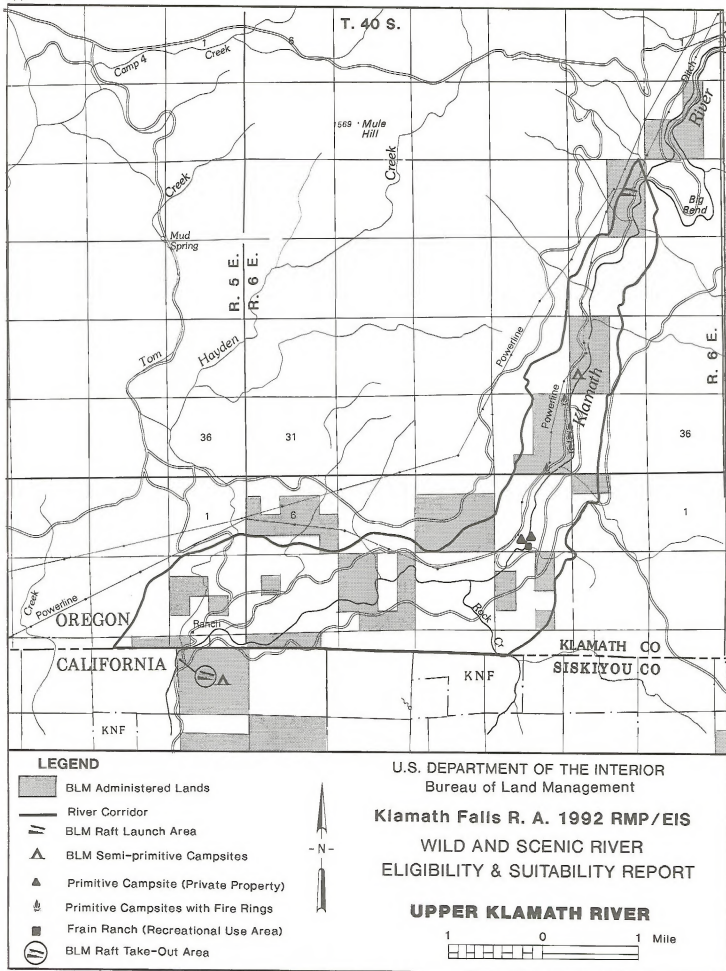 T. 40 S.
Camp 4
1
Creek
6
Ditch
River
1569 · Mule
Hill
Creek
Creek
Big
Bend
Mud
Spring
R. 5 E.
R. 6 E.
Powerline
R. 6 E.
Tom
Hayden
Powerline
Klamath
36
31
36
1
6
1
Creek
Powerline
Rock
Cr
OREGON
Ranch
KLAMATH CO
CALIFORNIA
SISKIYOU CO
KNF
KNF
LEGEND
BLM Administered Lands
River Corridor
BLM Raft Launch Area
BLM Semi-primitive Campsites
Primitive Campsite (Private Property)
Primitive Campsites with Fire Rings
Frain Ranch (Recreational Use Area)
BLM Raft Take-Out Area
- N -
U.S. DEPARTMENT OF THE INTERIOR
Bureau of Land Management
Klamath Falls R. A. 1992 RMP/EIS
WILD AND SCENIC RIVER
ELIGIBILITY & SUITABILITY REPORT
UPPER KLAMATH RIVER
1 0 1 Mile